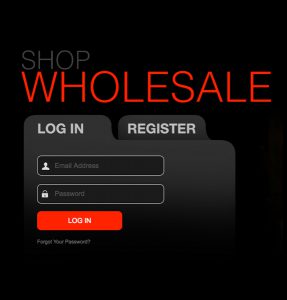 SHOP
WHOLESALE
LOG IN REGISTER
Email Address
Password
LOG IN
Forgot Your Password?